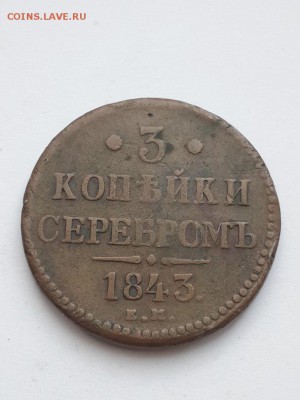 COINS.LAVE.RU
· 3 ·
КОПѢЙКИ
СЕРЕБРОМЪ
1843.
Е.М.